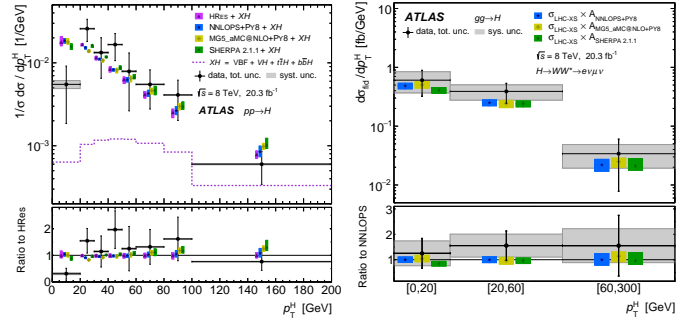 1/σ dσ/dp_T^H [1/GeV]
10⁻²
10⁻³
HRES + XH
NNLOPS+PY8 + XH
MG5_aMC@NLO+PY8 + XH
SHERPA 2.1.1 + XH
XH = VBF + VH + tt̄H + bb̄H
data, tot. unc. syst. unc.
√s = 8 TeV, 20.3 fb⁻¹
ATLAS pp→H
Ratio to HRes
2
1
0
0 20 40 60 80 100 120 140 160 180 200
p_T^H [GeV]
dσ_fid/dp_T^H [fb/GeV]
10
1
10⁻¹
10⁻²
ATLAS gg→H
data, tot. unc. sys. unc.
√s = 8 TeV, 20.3 fb⁻¹
H→WW*→eνμν
σ_LHC-XS × A_NNLOPS+PY8
σ_LHC-XS × A_MG5_aMC@NLO+PY8
σ_LHC-XS × A_SHERPA 2.1.1
Ratio to NNLOPS
3
2
1
0
[0,20] [20,60] [60,300]
p_T^H [GeV]